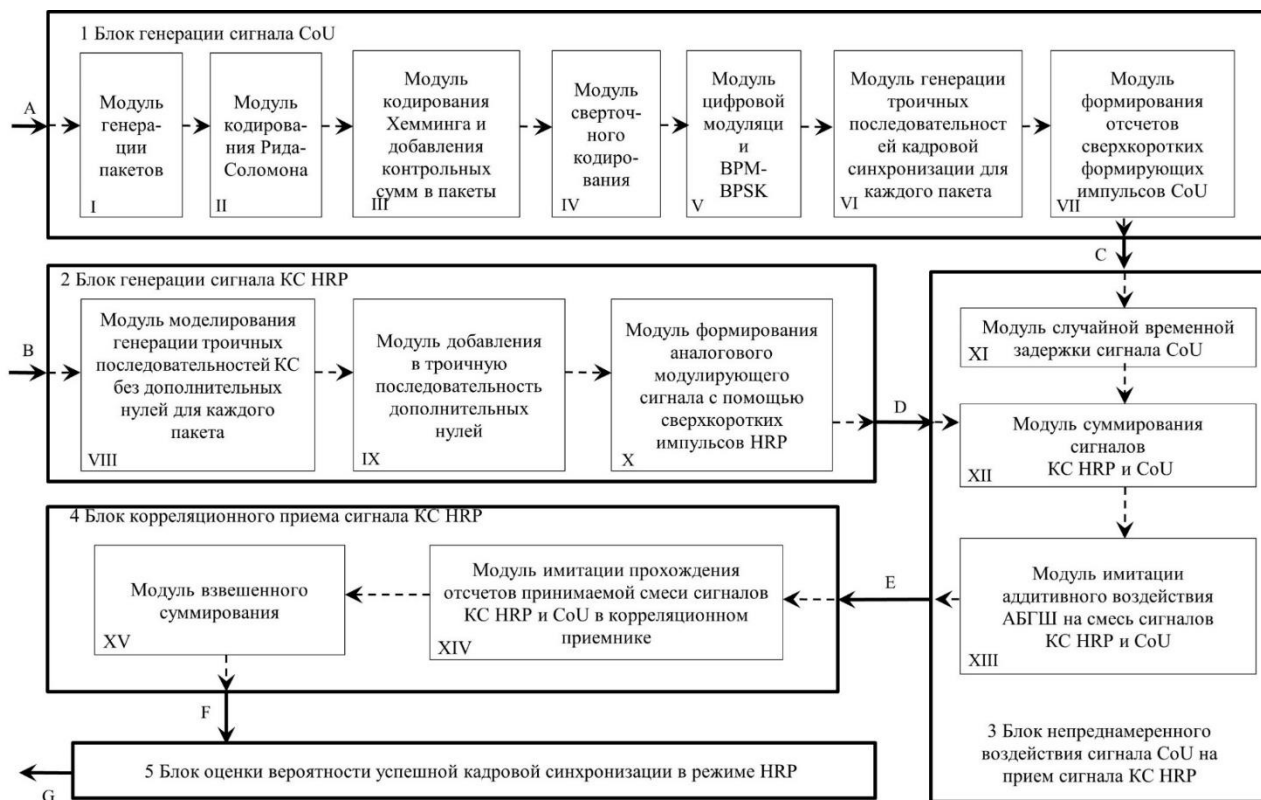 1 Блок генерации сигнала CoU
A
Модуль
генера-
ции
пакетов
I
Модуль
кодирова-
ния Рида-
Соломона
II
Модуль
кодирования
Хемминга и
добавления
контрольных
сумм в пакеты
III
Модуль
сверточ-
ного
кодиро-
вания
IV
Модуль
цифровой
модуляци
и
BPM-
BPSK
V
Модуль генерации
троичных
последовательност
ей кадровой
синхронизации для
каждого пакета
VI
Модуль
формирования
отсчетов
сверхкоротких
формирующих
импульсов CoU
VII
C
2 Блок генерации сигнала КС HRP
B
Модуль моделирования
генерации троичных
последовательностей КС
без дополнительных
нулей для каждого
пакета
VIII
Модуль добавления
в троичную
последовательность
дополнительных
нулей
IX
Модуль формирования
аналогового
модулирующего
сигнала с помощью
сверхкоротких
импульсов HRP
X
D
Модуль случайной временной
задержки сигнала CoU
XI
Модуль суммирования
сигналов
КС HRP и CoU
XII
Модуль имитации
аддитивного воздействия
АБГШ на смесь сигналов
КС HRP и CoU
XIII
3 Блок непреднамеренного
воздействия сигнала CoU на
прием сигнала КС HRP
4 Блок корреляционного приема сигнала КС HRP
E
Модуль имитации прохождения
отсчетов принимаемой смеси сигналов
КС HRP и CoU в корреляционном
приемнике
XIV
Модуль взвешенного
суммирования
XV
F
5 Блок оценки вероятности успешной кадровой синхронизации в режиме HRP
G